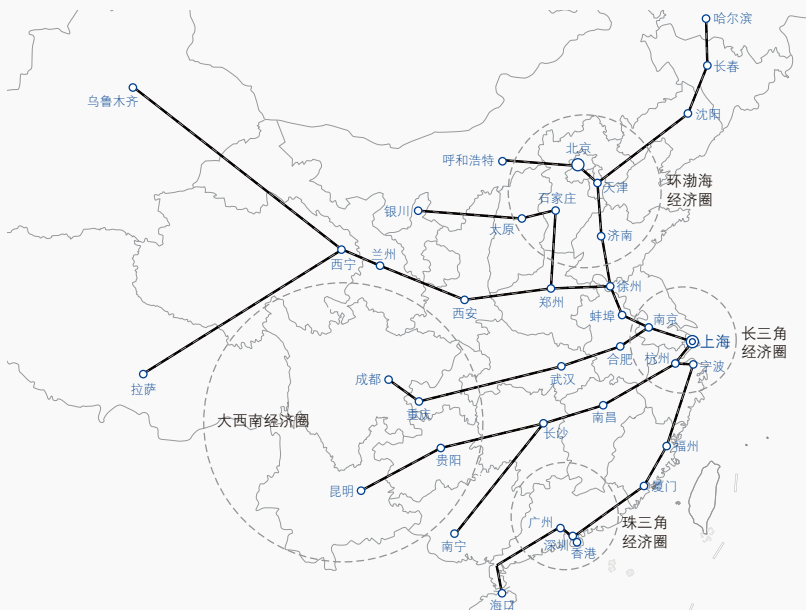 哈尔滨
长春
乌鲁木齐
沈阳
北京
呼和浩特
天津
环渤海
经济圈
石家庄
银川
太原
济南
兰州
西宁
徐州
郑州
西安
蚌埠
南京
上海
长三角
经济圈
合肥
杭州
宁波
成都
武汉
拉萨
重庆
南昌
大西南经济圈
长沙
福州
贵阳
昆明
厦门
广州
珠三角
经济圈
深圳
香港
南宁
海口